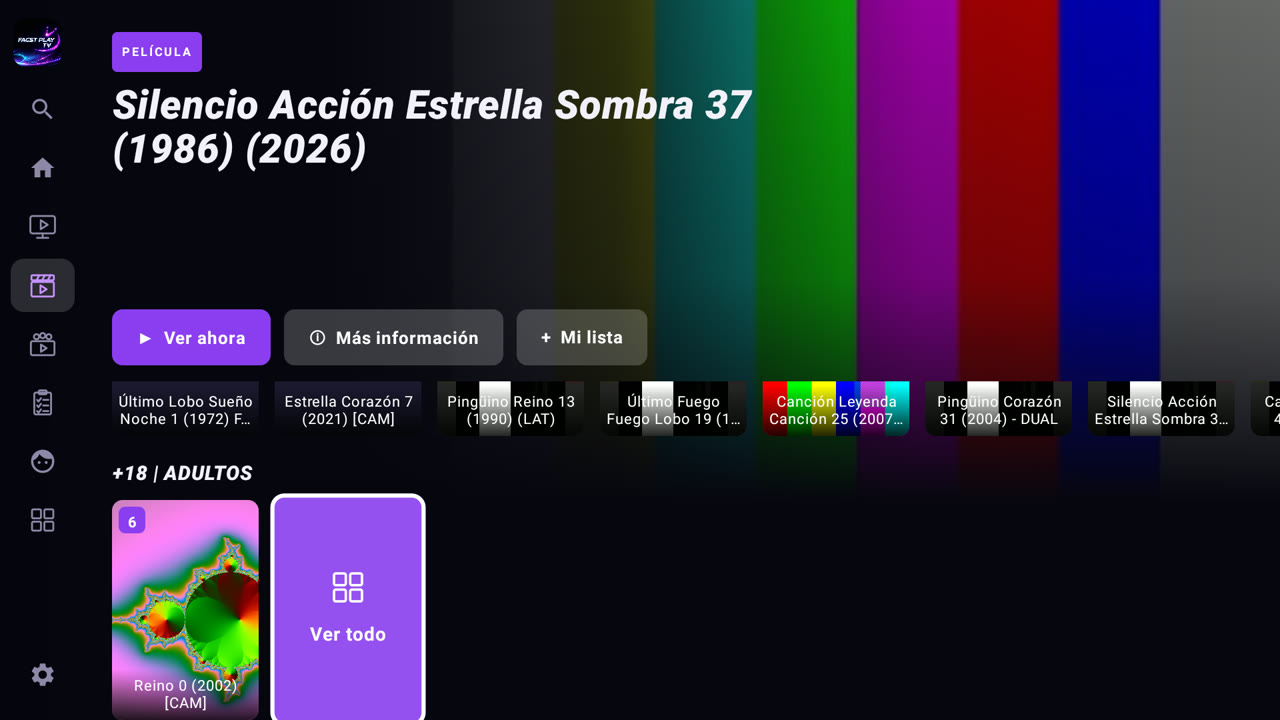 FACST PLAY
TV
PELÍCULA
Silencio Acción Estrella Sombra 37
(1986) (2026)
► Ver ahora
Más información
+ Mi lista
Último Lobo Sueño
Noche 1 (1972) F...
Estrella Corazón 7
(2021) [CAM]
Pingüino Reino 13
(1990) (LAT)
Último Fuego
Fuego Lobo 19 (1...
Canción Leyenda
Canción 25 (2007...
Pingüino Corazón
31 (2004) - DUAL
Silencio Acción
Estrella Sombra 3...
Ca
4
+18 | ADULTOS
6
Reino 0 (2002)
[CAM]
Ver todo